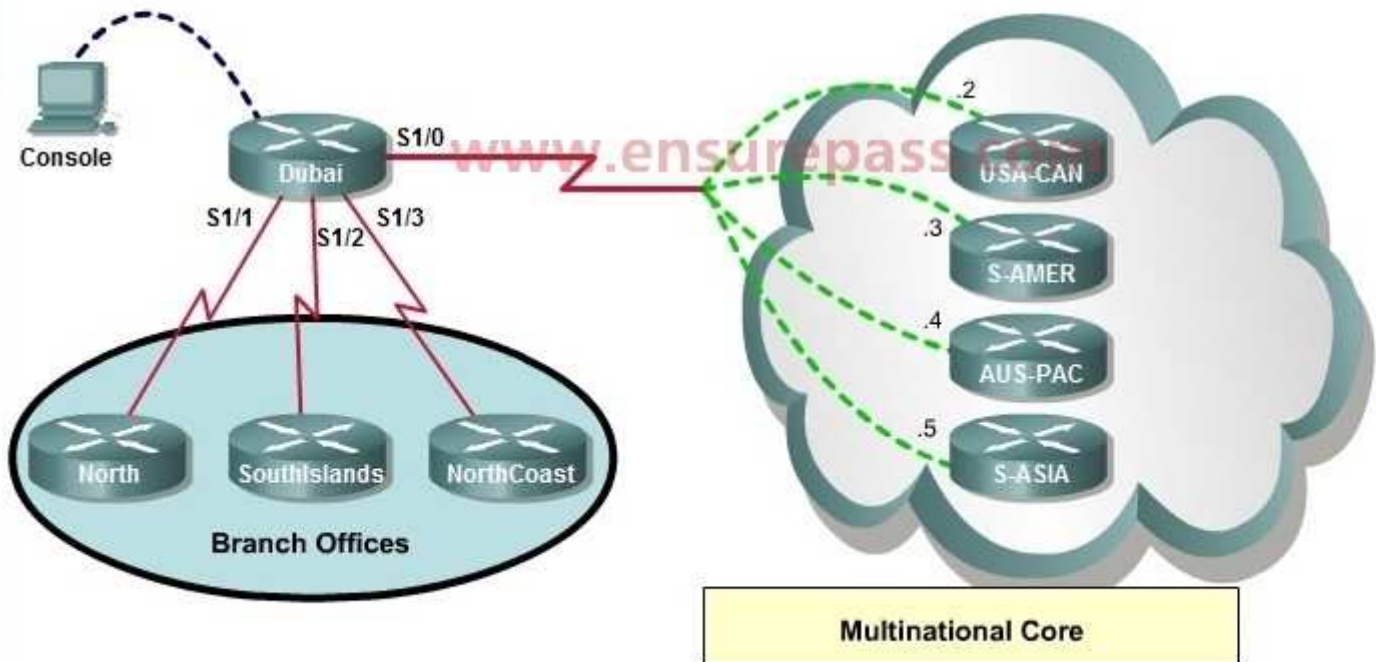 Console
Dubai
S1/0
S1/1
S1/2
S1/3
www.ensurepass.com
.2
USA-CAN
.3
S-AMER
.4
AUS-PAC
.5
S-ASIA
North
SouthIslands
NorthCoast
Branch Offices
Multinational Core